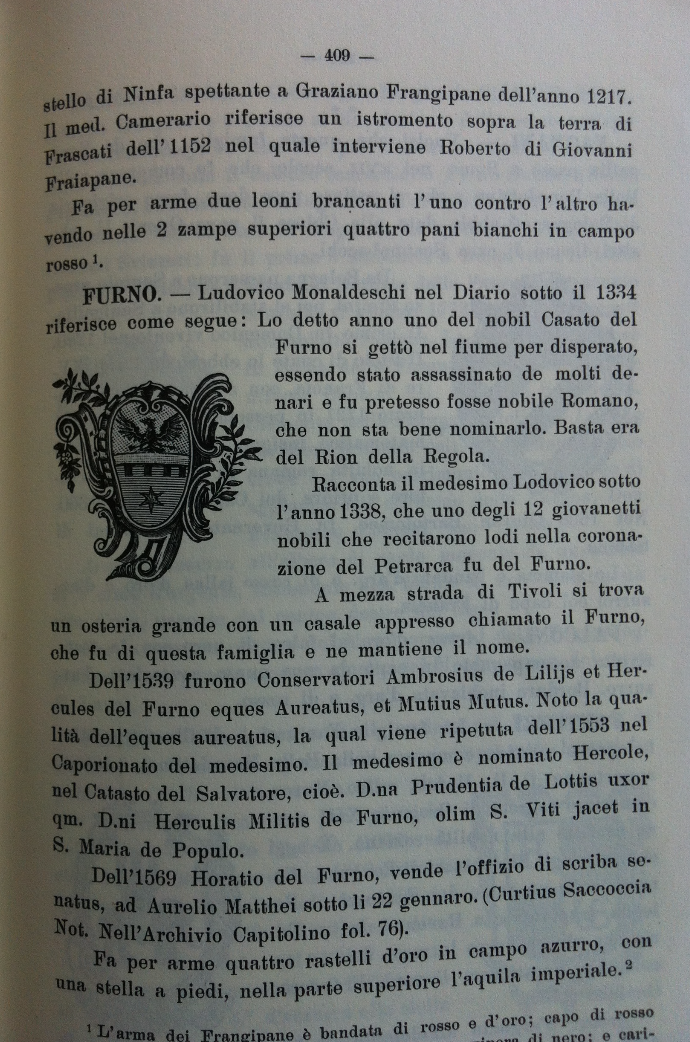 — 409 —
stello di Ninfa spettante a Graziano Frangipane dell'anno 1217.
Il med. Camerario riferisce un istromento sopra la terra di
Frascati dell' 1152 nel quale interviene Roberto di Giovanni
Fraiapane.
Fa per arme due leoni brancanti l'uno contro l'altro ha-
vendo nelle 2 zampe superiori quattro pani bianchi in campo
rosso ¹.
FURNO. — Ludovico Monaldeschi nel Diario sotto il 1334
riferisce come segue: Lo detto anno uno del nobil Casato del
Furno si gettò nel fiume per disperato,
essendo stato assassinato de molti de-
nari e fu pretesso fosse nobile Romano,
che non sta bene nominarlo. Basta era
del Rion della Regola.
Racconta il medesimo Lodovico sotto
l'anno 1338, che uno degli 12 giovanetti
nobili che recitarono lodi nella corona-
zione del Petrarca fu del Furno.
A mezza strada di Tivoli si trova
un osteria grande con un casale appresso chiamato il Furno,
che fu di questa famiglia e ne mantiene il nome.
Dell'1539 furono Conservatori Ambrosius de Lilijs et Her-
cules del Furno eques Aureatus, et Mutius Mutus. Noto la qua-
lità dell'eques aureatus, la qual viene ripetuta dell'1553 nel
Caporionato del medesimo. Il medesimo è nominato Hercole,
nel Catasto del Salvatore, cioè. D.na Prudentia de Lottis uxor
qm. D.ni Herculis Militis de Furno, olim S. Viti jacet in
S. Maria de Populo.
Dell'1569 Horatio del Furno, vende l'offizio di scriba se-
natus, ad Aurelio Matthei sotto li 22 gennaro. (Curtius Saccoccia
Not. Nell'Archivio Capitolino fol. 76).
Fa per arme quattro rastelli d'oro in campo azurro, con
una stella a piedi, nella parte superiore l'aquila imperiale. ²
¹ L'arma dei Frangipane è bandata di rosso e d'oro; capo di rosso
di nero; e cari-